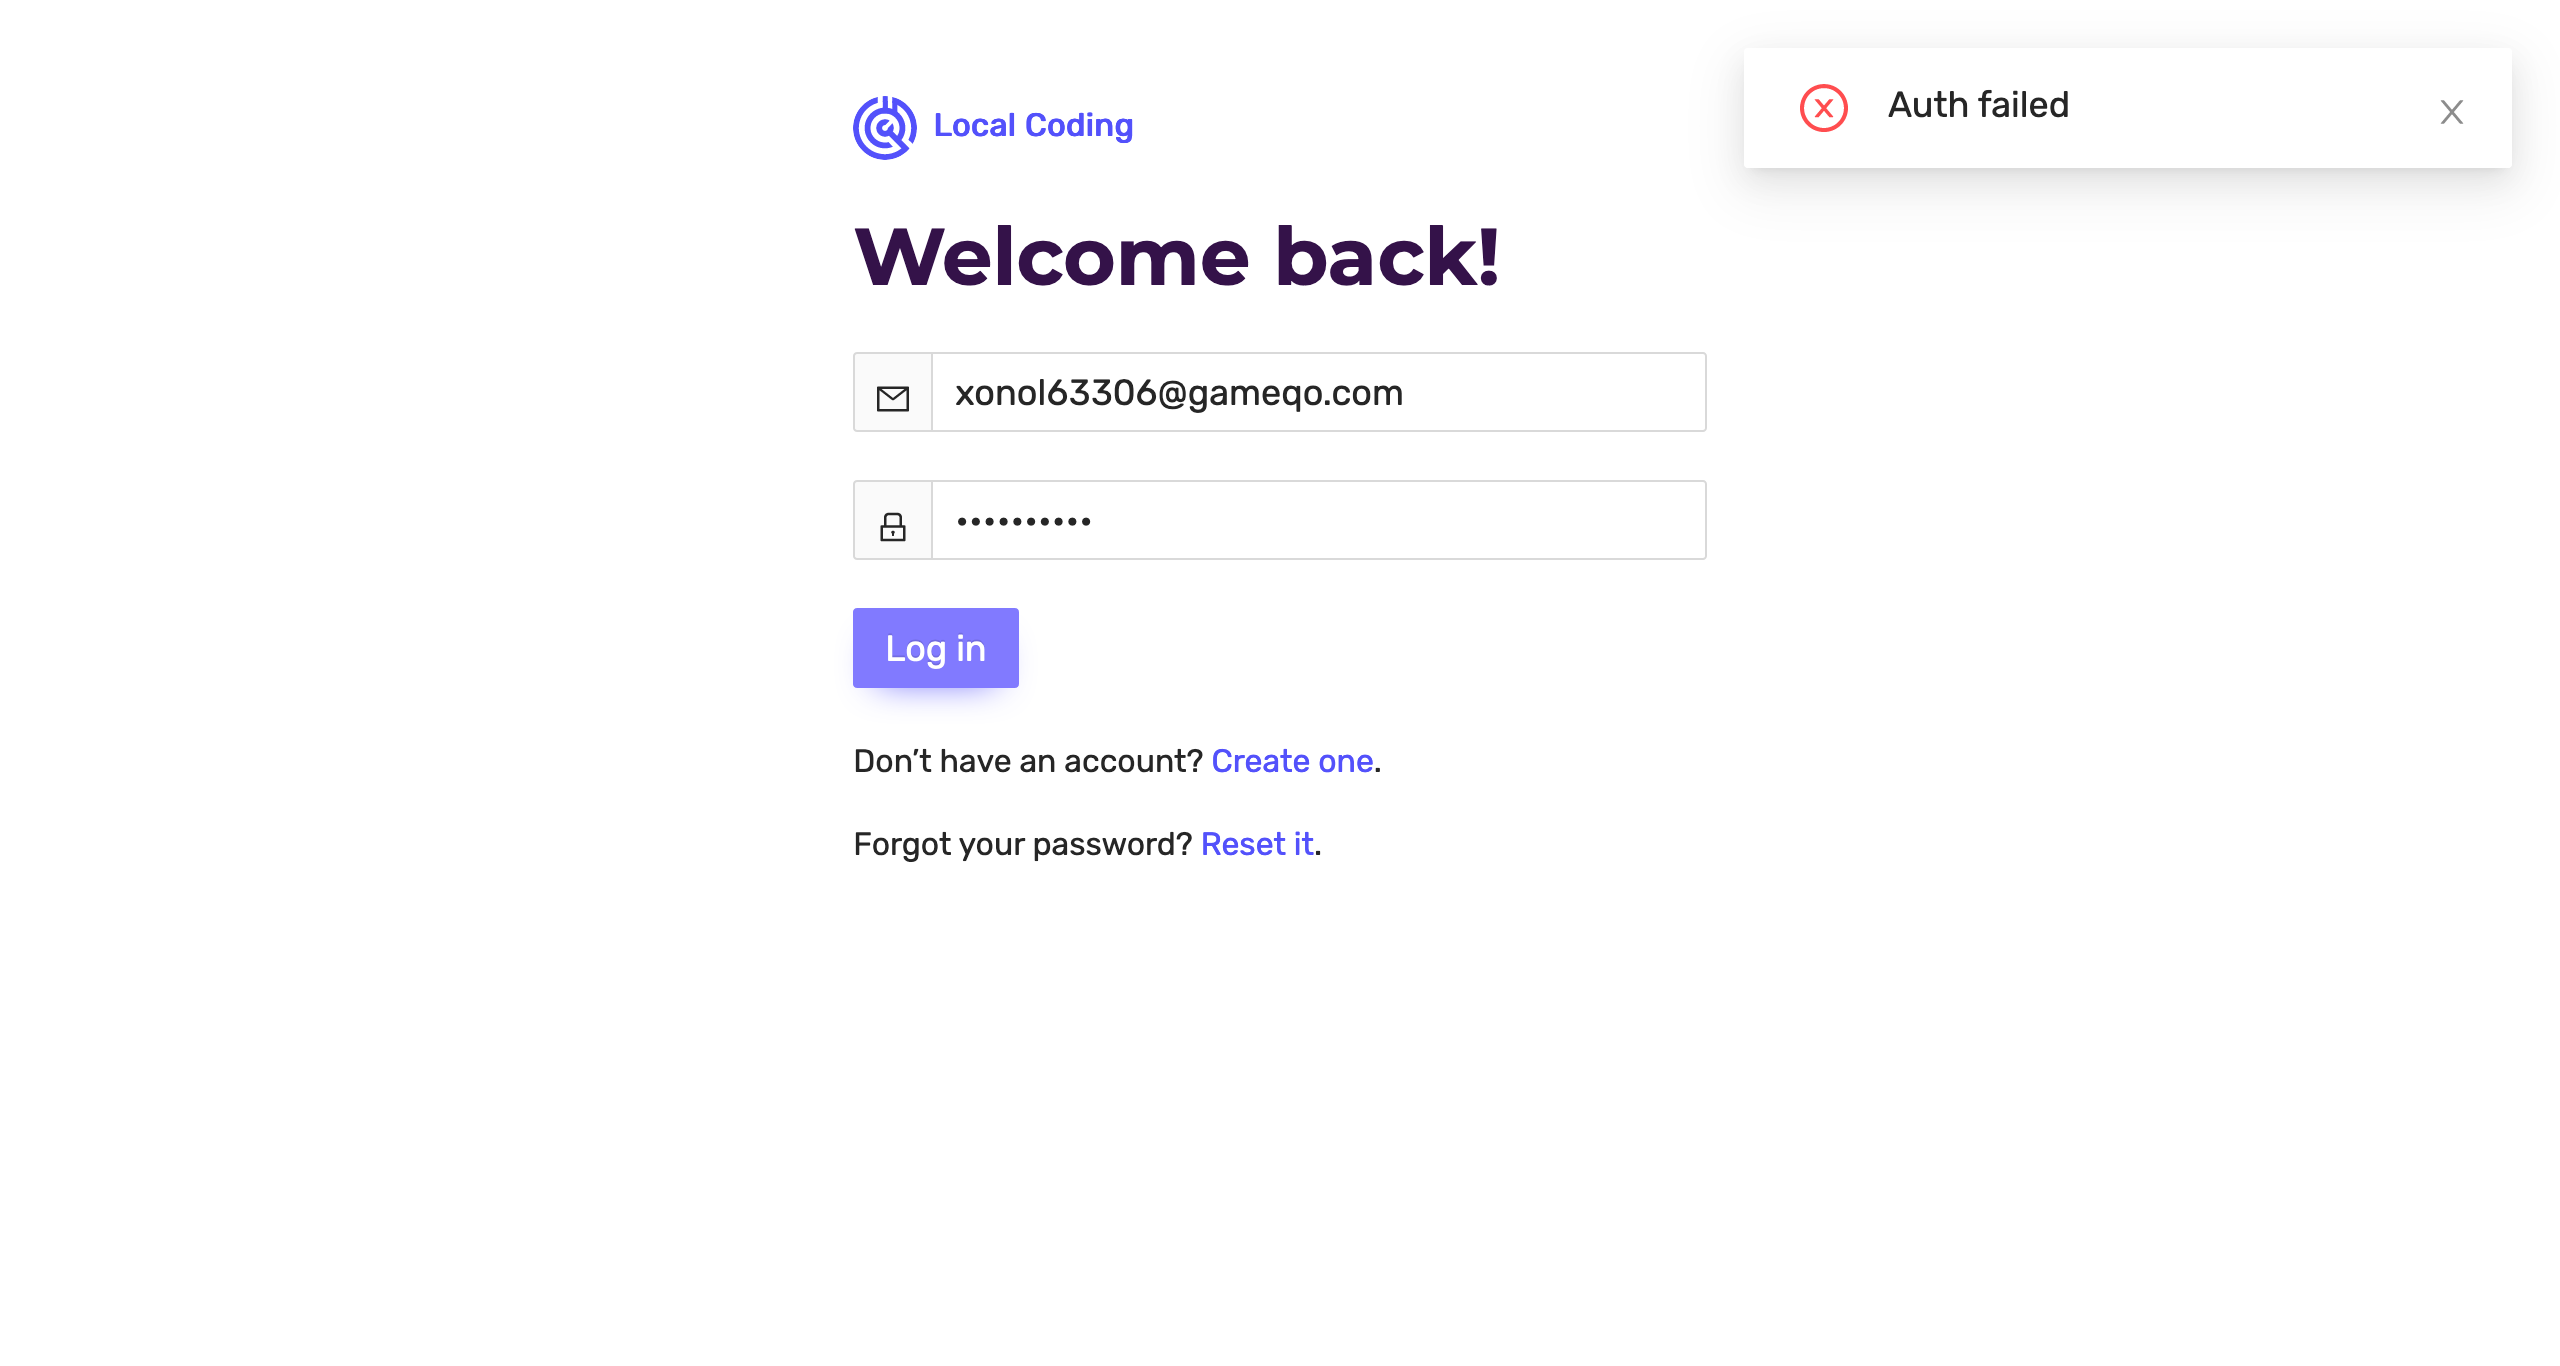 Local Coding
Auth failed
Welcome back!
xonol63306@gameqo.com
••••••••••
Log in
Don’t have an account? Create one.
Forgot your password? Reset it.